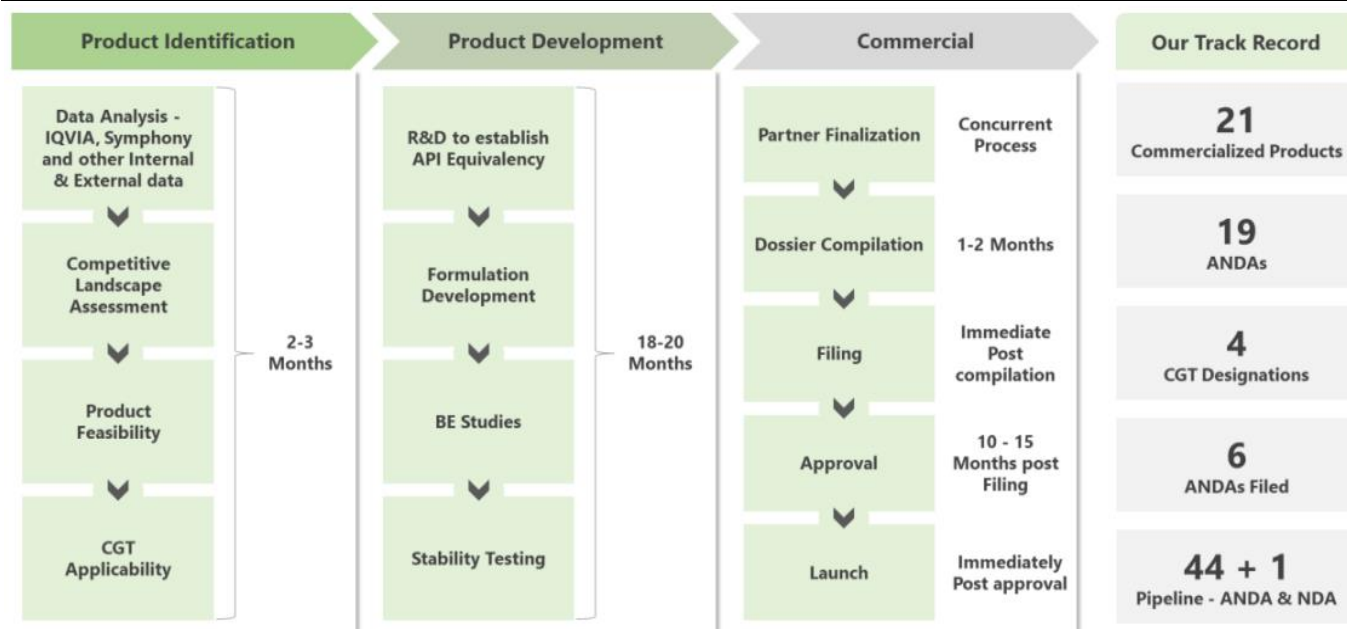 Product Identification
Data Analysis -
IQVIA, Symphony
and other Internal
& External data
Competitive
Landscape
Assessment
Product
Feasibility
CGT
Applicability
2-3
Months
Product Development
R&D to establish
API Equivalency
Formulation
Development
BE Studies
Stability Testing
18-20
Months
Commercial
Partner Finalization
Concurrent
Process
Dossier Compilation
1-2 Months
Filing
Immediate
Post
compilation
Approval
10 - 15
Months post
Filing
Launch
Immediately
Post approval
Our Track Record
21
Commercialized Products
19
ANDAs
4
CGT Designations
6
ANDAs Filed
44 + 1
Pipeline - ANDA & NDA